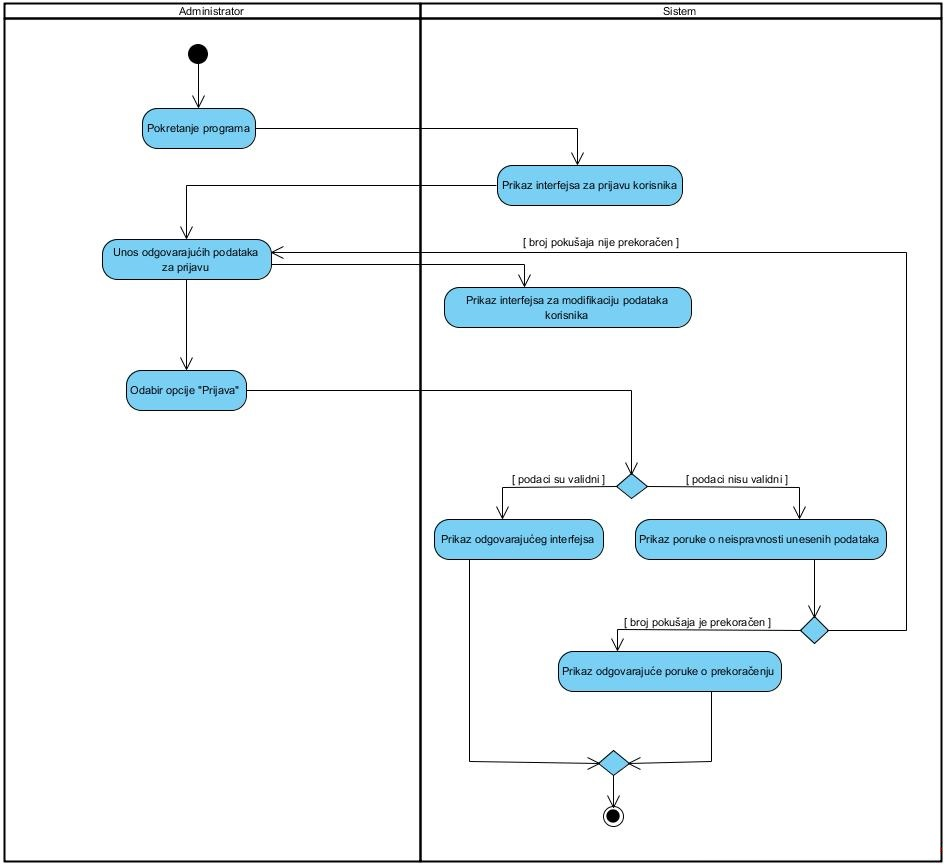 Administrator
Sistem
Pokretanje programa
Prikaz interfejsa za prijavu korisnika
[ broj pokušaja nije prekoračen ]
Unos odgovarajućih podataka
za prijavu
Prikaz interfejsa za modifikaciju podataka
korisnika
Odabir opcije "Prijava"
[ podaci su validni ]
[ podaci nisu validni ]
Prikaz odgovarajućeg interfejsa
Prikaz poruke o neispravnosti unesenih podataka
[ broj pokušaja je prekoračen ]
Prikaz odgovarajuće poruke o prekoračenju